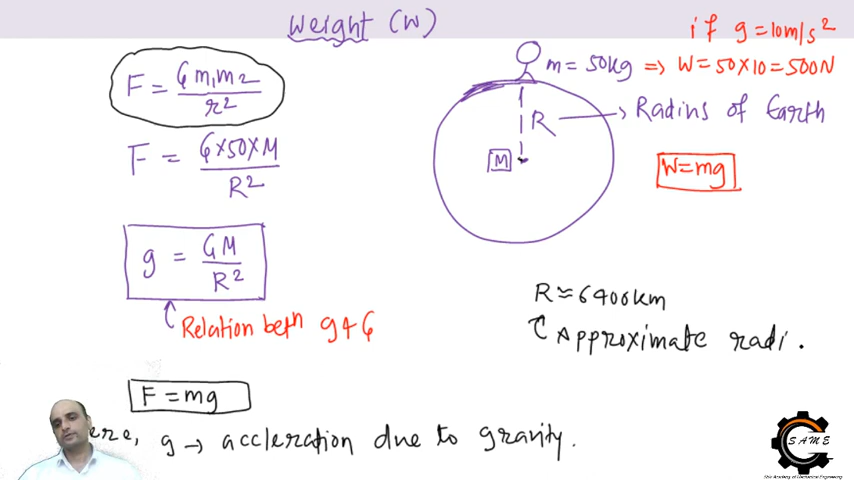 Weight (W)
if g=10m/s²
m = 50kg ⇒ W=50×10=500N
F = G m₁m₂ / r²
R → Radius of Earth
F = G×50×M / R²
M
W=mg
g = GM / R²
Relation betn g & G
R ≈ 6400km
Approximate radi .
F = mg
ere, g → accleration due to gravity.
SAME